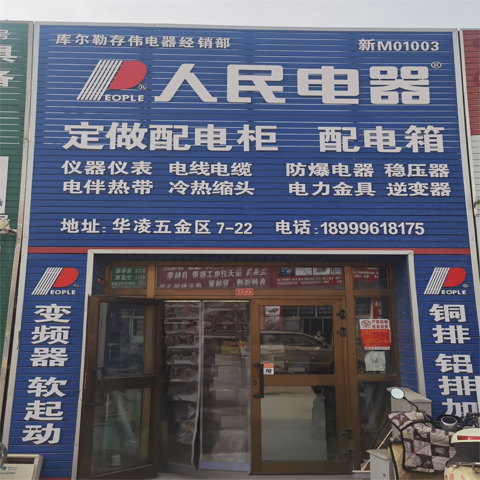 库尔勒存伟电器经销部
新M01003
PEOPLE
人民电器
定做配电柜 配电箱
仪器仪表 电线电缆 防爆电器 稳压器
电伴热带 冷热缩头 电力金具 逆变器
地址:华凌五金区7-22 电话:18999618175
PEOPLE
变频器 软起动
PEOPLE
铜排 铝排加